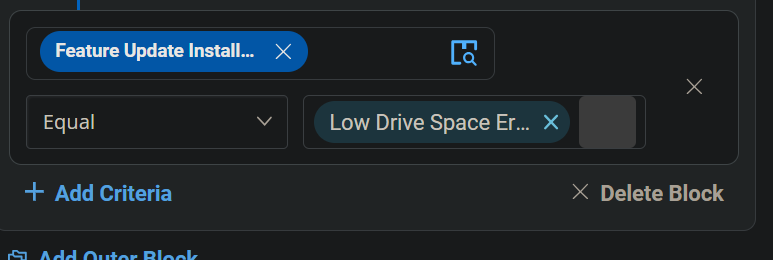 Feature Update Install...
Equal
Low Drive Space Er...
Add Criteria
Delete Block
Add Outer Block